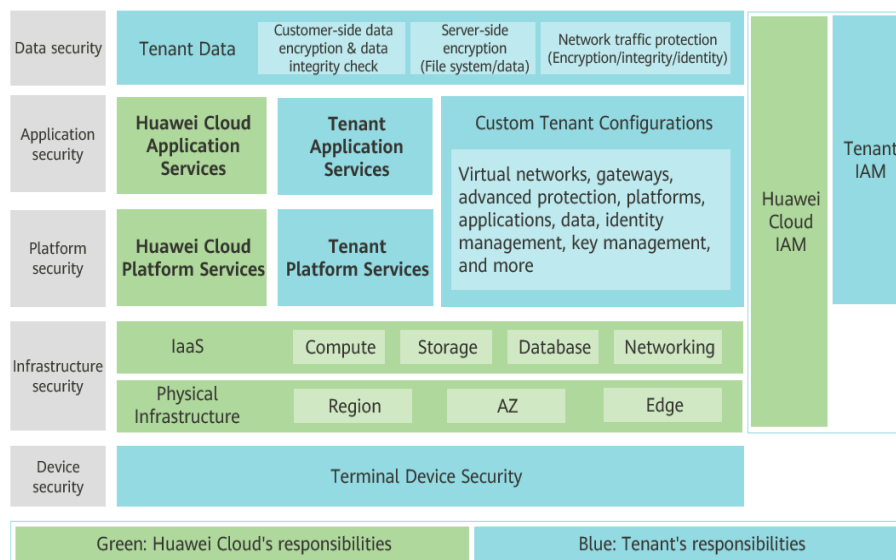 Data security
Tenant Data
Customer-side data
encryption & data
integrity check
Server-side
encryption
(File system/data)
Network traffic protection
(Encryption/integrity/identity)
Application
security
Huawei Cloud
Application
Services
Tenant
Application
Services
Custom Tenant Configurations
Virtual networks, gateways,
advanced protection, platforms,
applications, data, identity
management, key management,
and more
Platform
security
Huawei Cloud
Platform Services
Tenant
Platform Services
Huawei
Cloud
IAM
Tenant
IAM
Infrastructure
security
IaaS
Compute
Storage
Database
Networking
Physical
Infrastructure
Region
AZ
Edge
Device
security
Terminal Device Security
Green: Huawei Cloud's responsibilities
Blue: Tenant's responsibilities